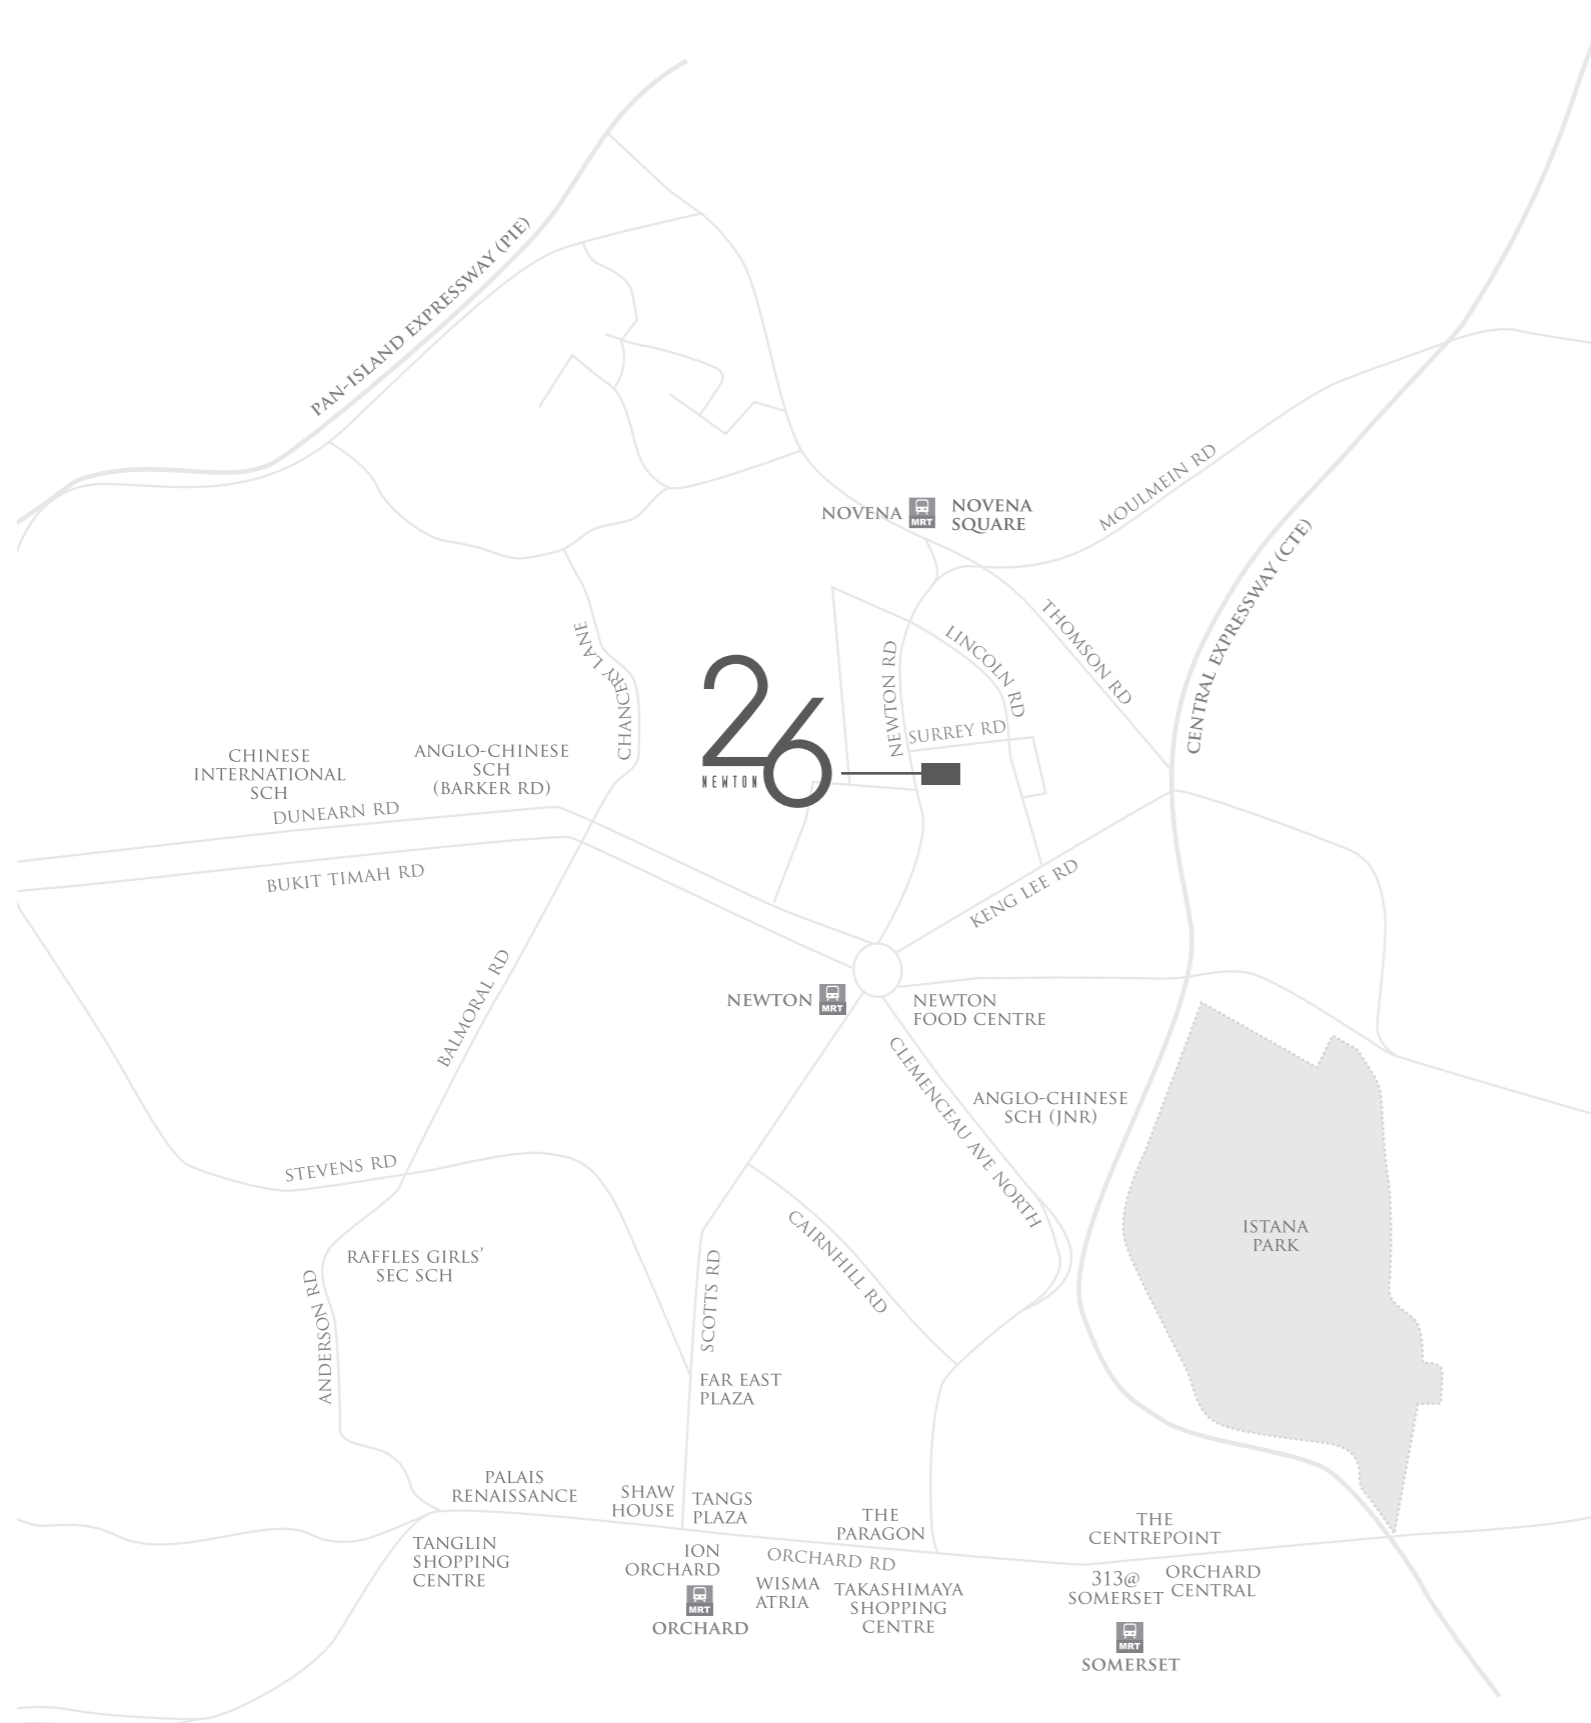 PAN-ISLAND EXPRESSWAY (PIE)
MOULMEIN RD
NOVENA
MRT
NOVENA
SQUARE
CENTRAL EXPRESSWAY (CTE)
THOMSON RD
LINCOLN RD
NEWTON RD
SURREY RD
CHANCERY LANE
26
NEWTON
CHINESE
INTERNATIONAL
SCH
ANGLO-CHINESE
SCH
(BARKER RD)
DUNEARN RD
BUKIT TIMAH RD
KENG LEE RD
BALMORAL RD
NEWTON
MRT
NEWTON
FOOD CENTRE
CLEMENCEAU AVE NORTH
ANGLO-CHINESE
SCH (JNR)
STEVENS RD
CAIRNHILL RD
ISTANA
PARK
RAFFLES GIRLS'
SEC SCH
ANDERSON RD
SCOTTS RD
FAR EAST
PLAZA
PALAIS
RENAISSANCE
SHAW
HOUSE
TANGS
PLAZA
THE
PARAGON
THE
CENTREPOINT
TANGLIN
SHOPPING
CENTRE
ION
ORCHARD
MRT
ORCHARD
ORCHARD RD
WISMA
ATRIA
TAKASHIMAYA
SHOPPING
CENTRE
313@
SOMERSET
ORCHARD
CENTRAL
MRT
SOMERSET